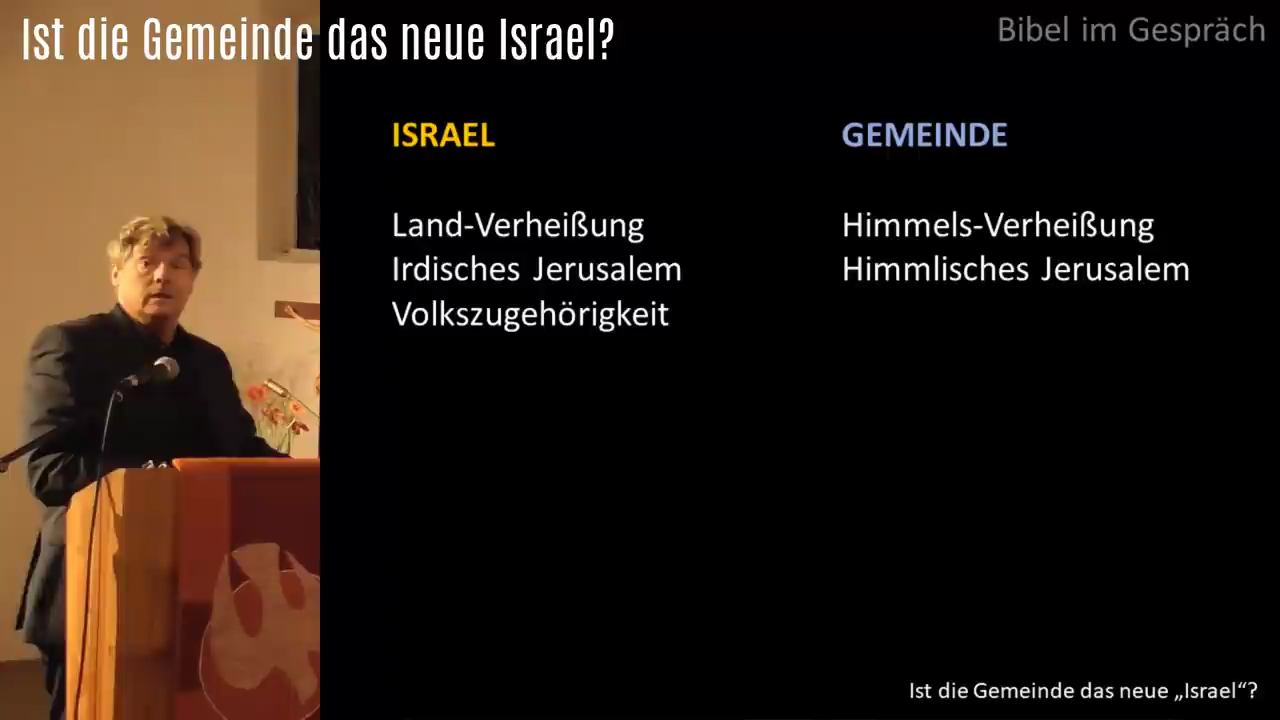 Ist die Gemeinde das neue Israel?
Bibel im Gespräch
ISRAEL
Land-Verheißung
Irdisches Jerusalem
Volkszugehörigkeit
GEMEINDE
Himmels-Verheißung
Himmlisches Jerusalem
Ist die Gemeinde das neue „Israel“?